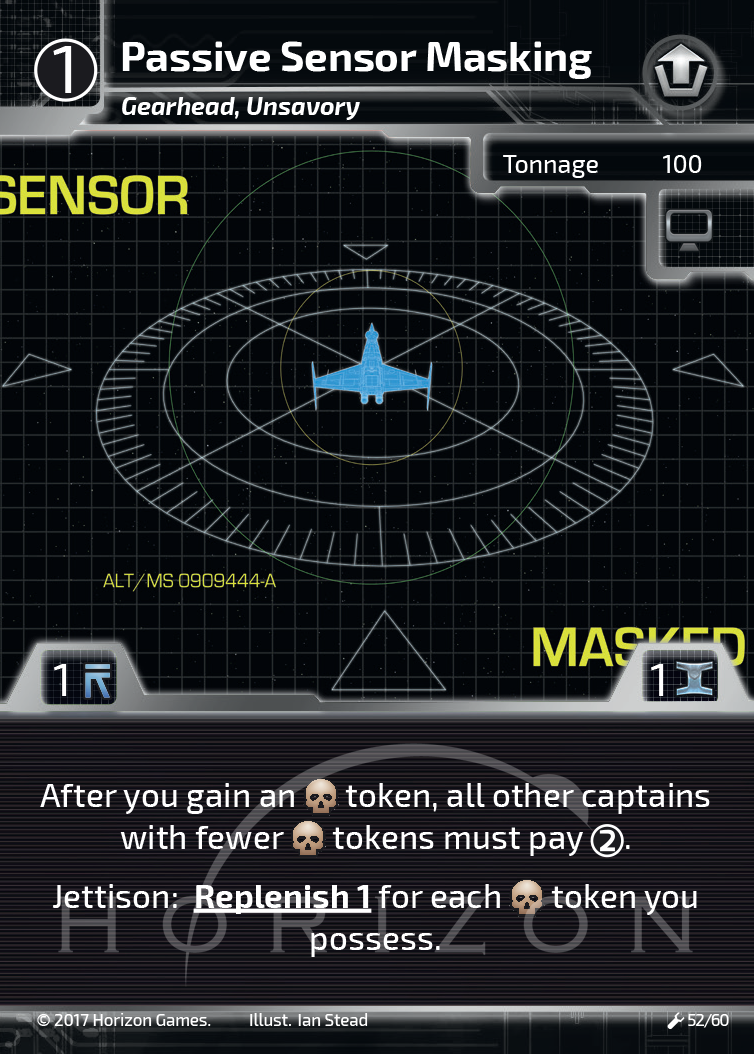 1
Passive Sensor Masking
Gearhead, Unsavory
Tonnage 100
SENSOR
ALT/MS 0909444-A
MASKED
1
1
After you gain an token, all other captains
with fewer tokens must pay 2.
Jettison: Replenish 1 for each token you
possess.
HORIZON
© 2017 Horizon Games. Illust. Ian Stead 52/60